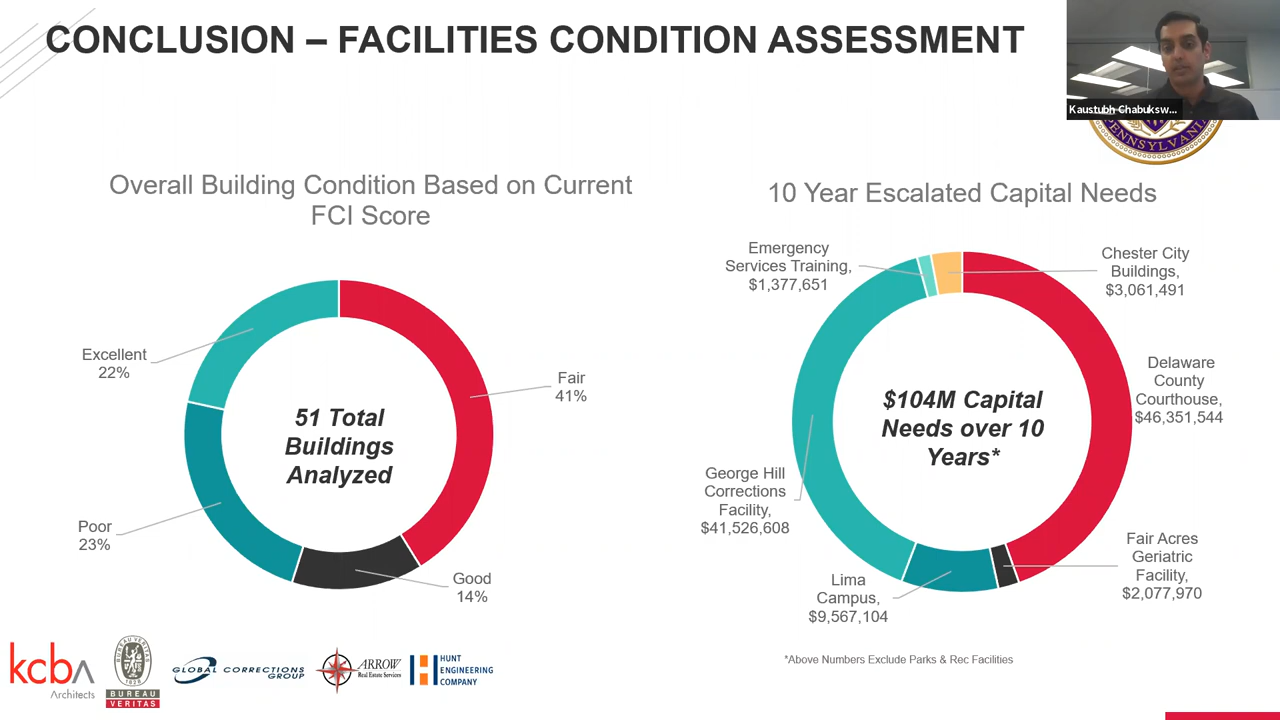 CONCLUSION – FACILITIES CONDITION ASSESSMENT
Kaustubh Chabuksw...
PENNSYLVANIA
Overall Building Condition Based on Current
FCI Score
Excellent
22%
Fair
41%
51 Total
Buildings
Analyzed
Poor
23%
Good
14%
10 Year Escalated Capital Needs
Emergency
Services Training,
$1,377,651
Chester City
Buildings,
$3,061,491
Delaware
County
Courthouse,
$46,351,544
$104M Capital
Needs over 10
Years*
George Hill
Corrections
Facility,
$41,526,608
Fair Acres
Geriatric
Facility,
$2,077,970
Lima
Campus,
$9,567,104
*Above Numbers Exclude Parks & Rec Facilities
kcba
Architects
BUREAU VERITAS
1828
BUREAU
VERITAS
GLOBAL CORRECTIONS
GROUP
ARROW
Real Estate Services
H
HUNT
ENGINEERING
COMPANY